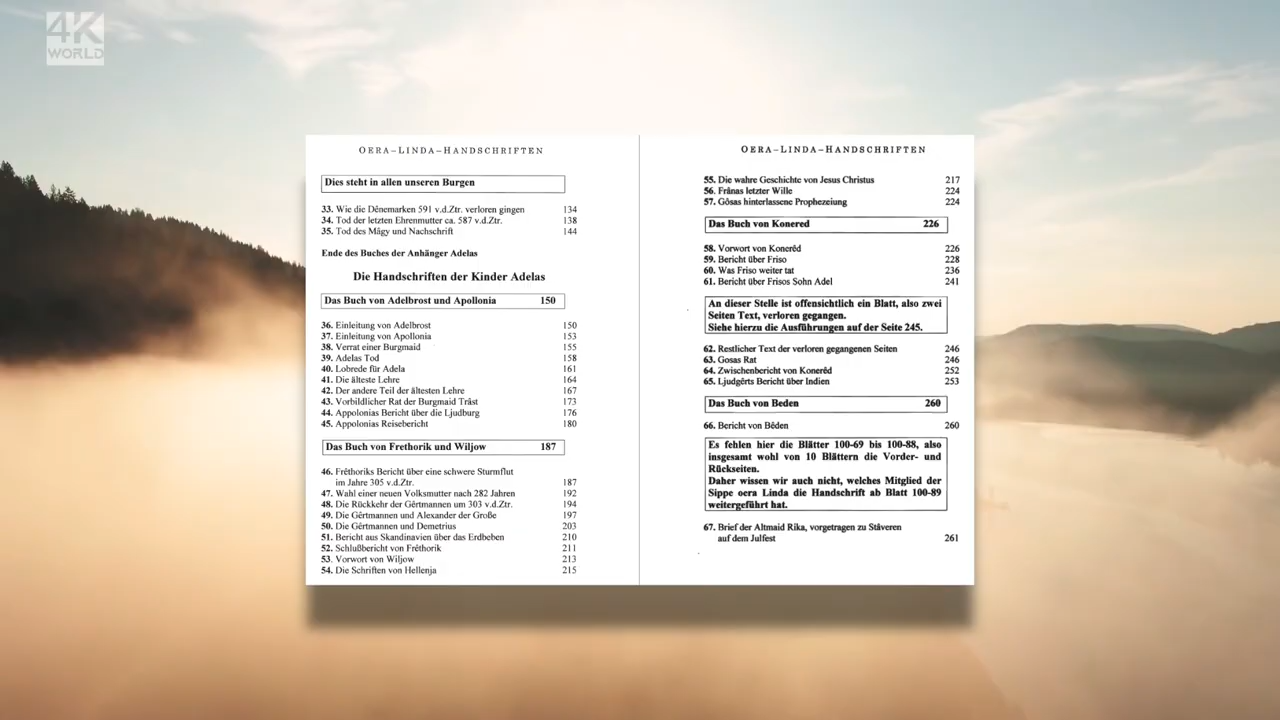 4K
WORLD
OERA–LINDA–HANDSCHRIFTEN
Dies steht in allen unseren Burgen
33. Wie die Dênemarken 591 v.d.Ztr. verloren gingen 134
34. Tod der letzten Ehrenmutter ca. 587 v.d.Ztr. 138
35. Tod des Mâgy und Nachschrift 144
Ende des Buches der Anhänger Adelas
Die Handschriften der Kinder Adelas
Das Buch von Adelbrost und Apollonia 150
36. Einleitung von Adelbrost 150
37. Einleitung von Apollonia 153
38. Verrat einer Burgmaid 155
39. Adelas Tod 158
40. Lobrede für Adela 161
41. Die älteste Lehre 164
42. Der andere Teil der ältesten Lehre 167
43. Vorbildlicher Rat der Burgmaid Trâst 173
44. Appolonias Bericht über die Ljudburg 176
45. Appolonias Reisebericht 180
Das Buch von Frethorik und Wiljow 187
46. Frêthoriks Bericht über eine schwere Sturmflut
im Jahre 305 v.d.Ztr. 187
47. Wahl einer neuen Volksmutter nach 282 Jahren 192
48. Die Rückkehr der Gêrtmannen um 303 v.d.Ztr. 194
49. Die Gêrtmannen und Alexander der Große 197
50. Die Gêrtmannen und Demetrius 203
51. Bericht aus Skandinavien über das Erdbeben 210
52. Schlußbericht von Frêthorik 211
53. Vorwort von Wiljow 213
54. Die Schriften von Hellenja 215
OERA–LINDA–HANDSCHRIFTEN
55. Die wahre Geschichte von Jesus Christus 217
56. Frânas letzter Wille 224
57. Gôsas hinterlassene Prophezeiung 224
Das Buch von Konered 226
58. Vorwort von Konerêd 226
59. Bericht über Friso 228
60. Was Friso weiter tat 236
61. Bericht über Frisos Sohn Adel 241
An dieser Stelle ist offensichtlich ein Blatt, also zwei
Seiten Text, verloren gegangen.
Siehe hierzu die Ausführungen auf der Seite 245.
62. Restlicher Text der verloren gegangenen Seiten 246
63. Gosas Rat 246
64. Zwischenbericht von Konerêd 252
65. Ljudgêrts Bericht über Indien 253
Das Buch von Beden 260
66. Bericht von Bêden 260
Es fehlen hier die Blätter 100-69 bis 100-88, also
insgesamt wohl von 10 Blättern die Vorder- und
Rückseiten.
Daher wissen wir auch nicht, welches Mitglied der
Sippe oera Linda die Handschrift ab Blatt 100-89
weitergeführt hat.
67. Brief der Altmaid Rika, vorgetragen zu Stâveren
auf dem Julfest 261